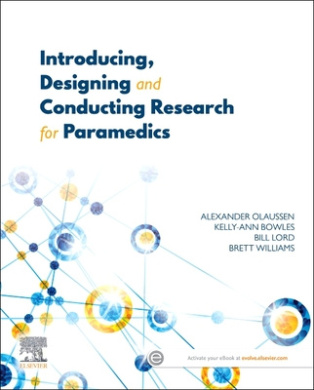 Introducing,
Designing and
Conducting Research
for Paramedics
ALEXANDER OLAUSSEN
KELLY-ANN BOWLES
BILL LORD
BRETT WILLIAMS
ELSEVIER
e
Activate your eBook at evolve.elsevier.com